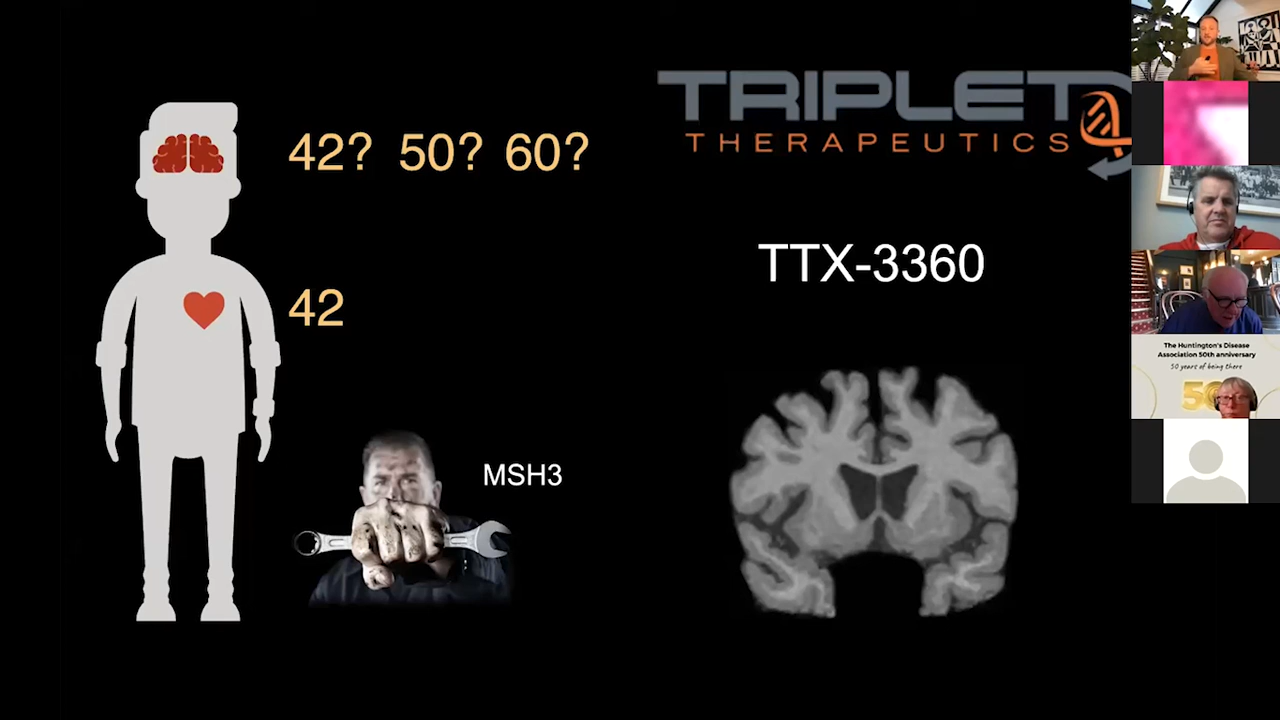 42? 50? 60?
42
MSH3
TRIPLET
THERAPEUTICS
TTX-3360
The Huntington's Disease
Association 50th anniversary
50 years of being there
50